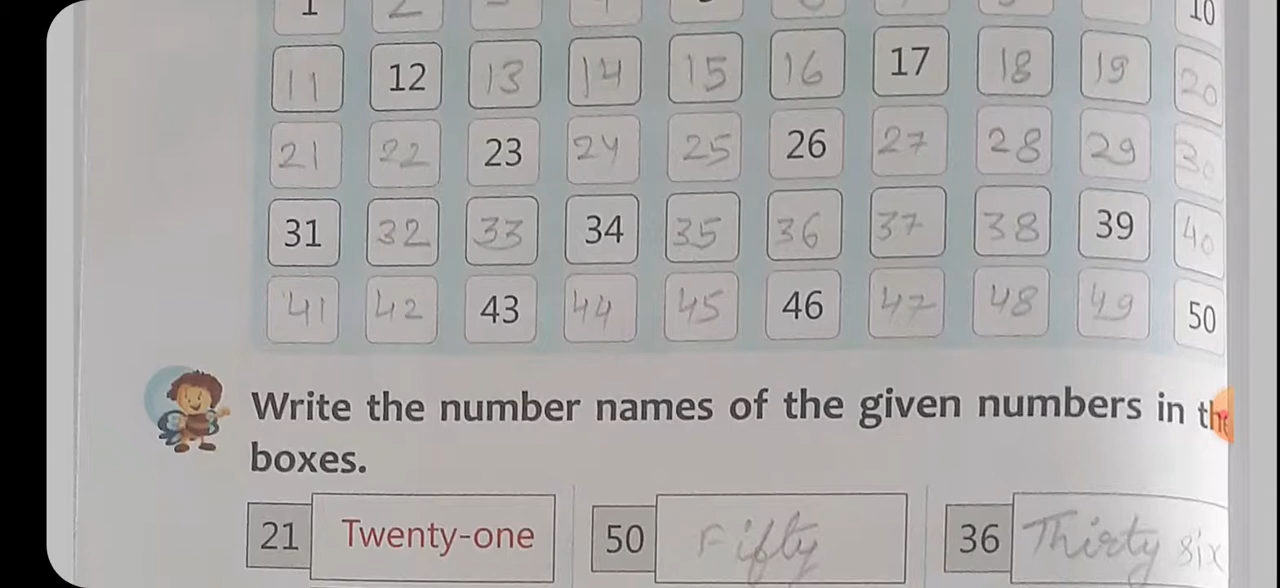 1 2 10
11 12 13 14 15 16 17 18 19 20
21 22 23 24 25 26 27 28 29 30
31 32 33 34 35 36 37 38 39 40
41 42 43 44 45 46 47 48 49 50
Write the number names of the given numbers in the
boxes.
21 Twenty-one 50 Fifty 36 Thirty six